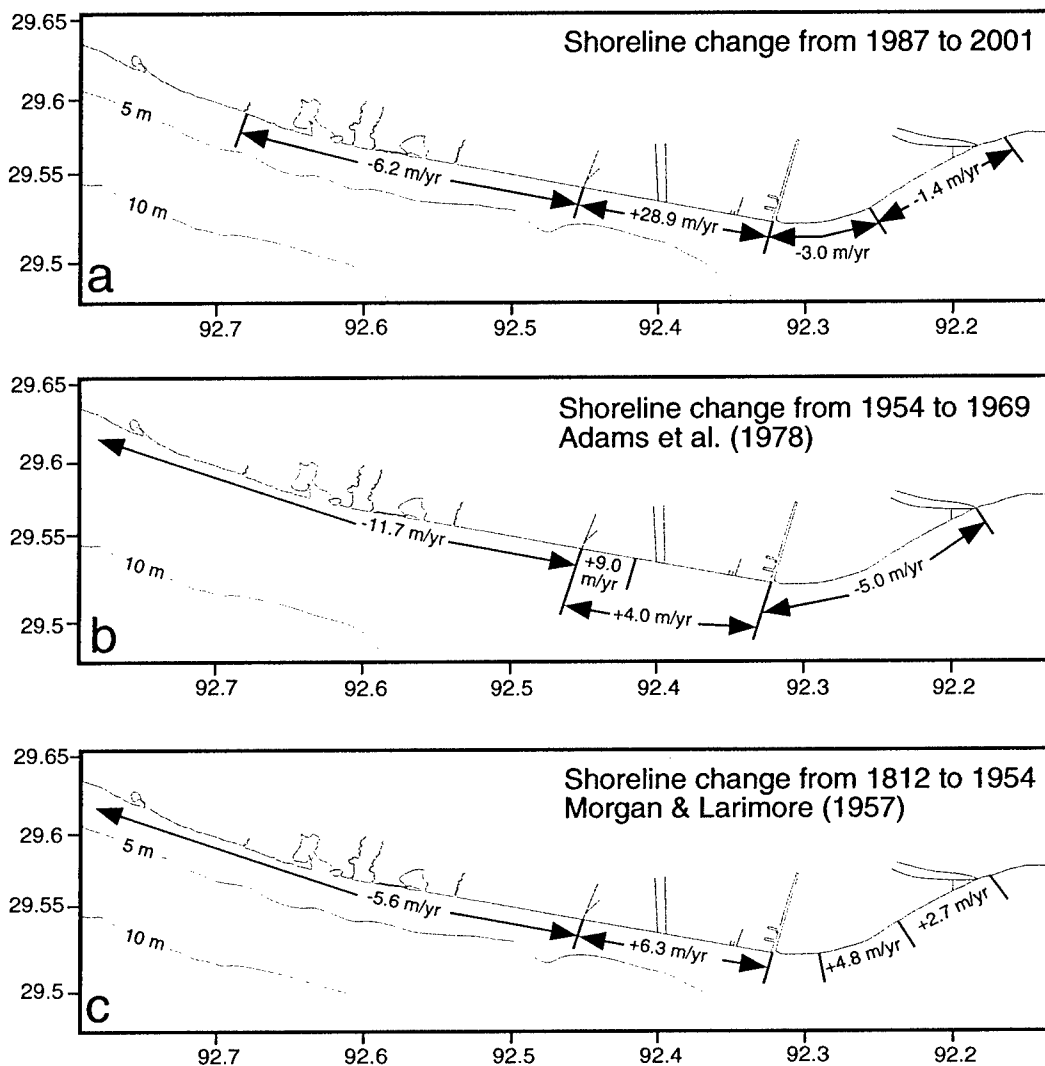 Shoreline change from 1987 to 2001
29.65
29.6
29.55
29.5
5 m
10 m
-6.2 m/yr
+28.9 m/yr
-3.0 m/yr
-1.4 m/yr
a
92.7 92.6 92.5 92.4 92.3 92.2
Shoreline change from 1954 to 1969
Adams et al. (1978)
29.65
29.6
29.55
29.5
10 m
-11.7 m/yr
+9.0
m/yr
+4.0 m/yr
-5.0 m/yr
b
92.7 92.6 92.5 92.4 92.3 92.2
Shoreline change from 1812 to 1954
Morgan & Larimore (1957)
29.65
29.6
29.55
29.5
5 m
10 m
-5.6 m/yr
+6.3 m/yr
+4.8 m/yr
+2.7 m/yr
c
92.7 92.6 92.5 92.4 92.3 92.2